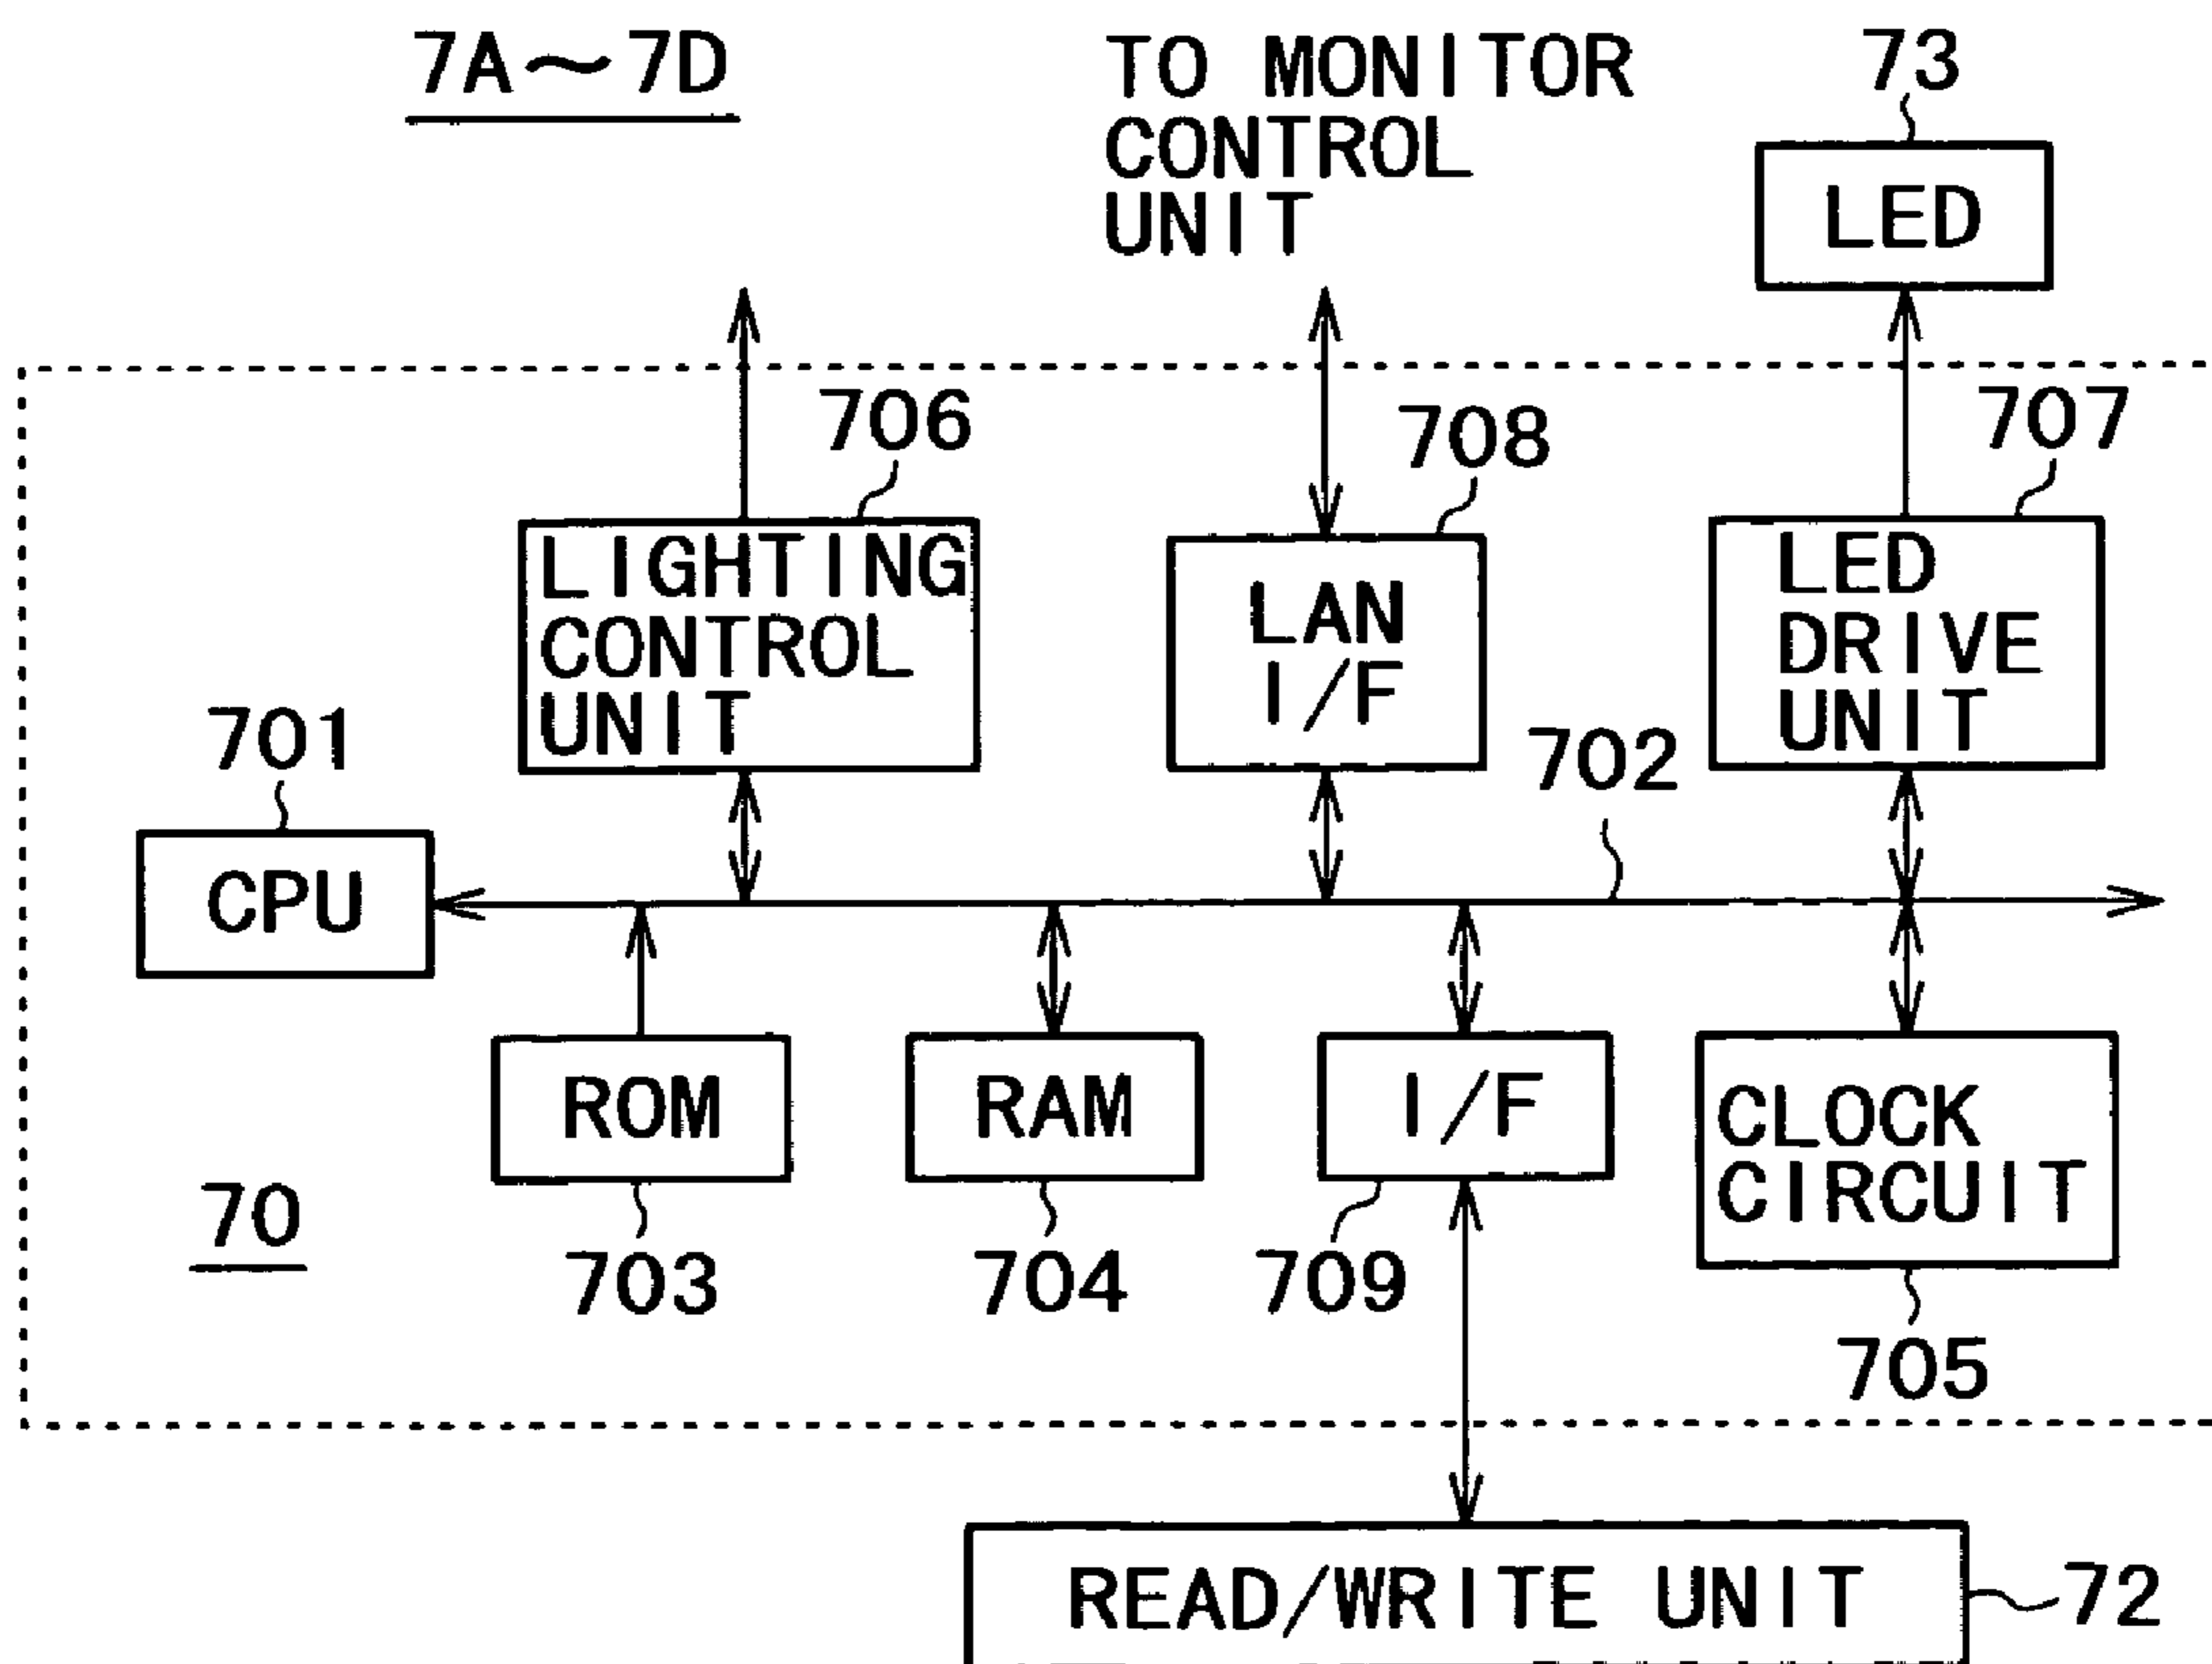 7A~7D
TO MONITOR
CONTROL
UNIT
73
LED
706
708
707
LIGHTING
CONTROL
UNIT
LAN
I/F
LED
DRIVE
UNIT
701
702
CPU
ROM
RAM
I/F
CLOCK
CIRCUIT
70
703
704
709
705
READ/WRITE UNIT
72